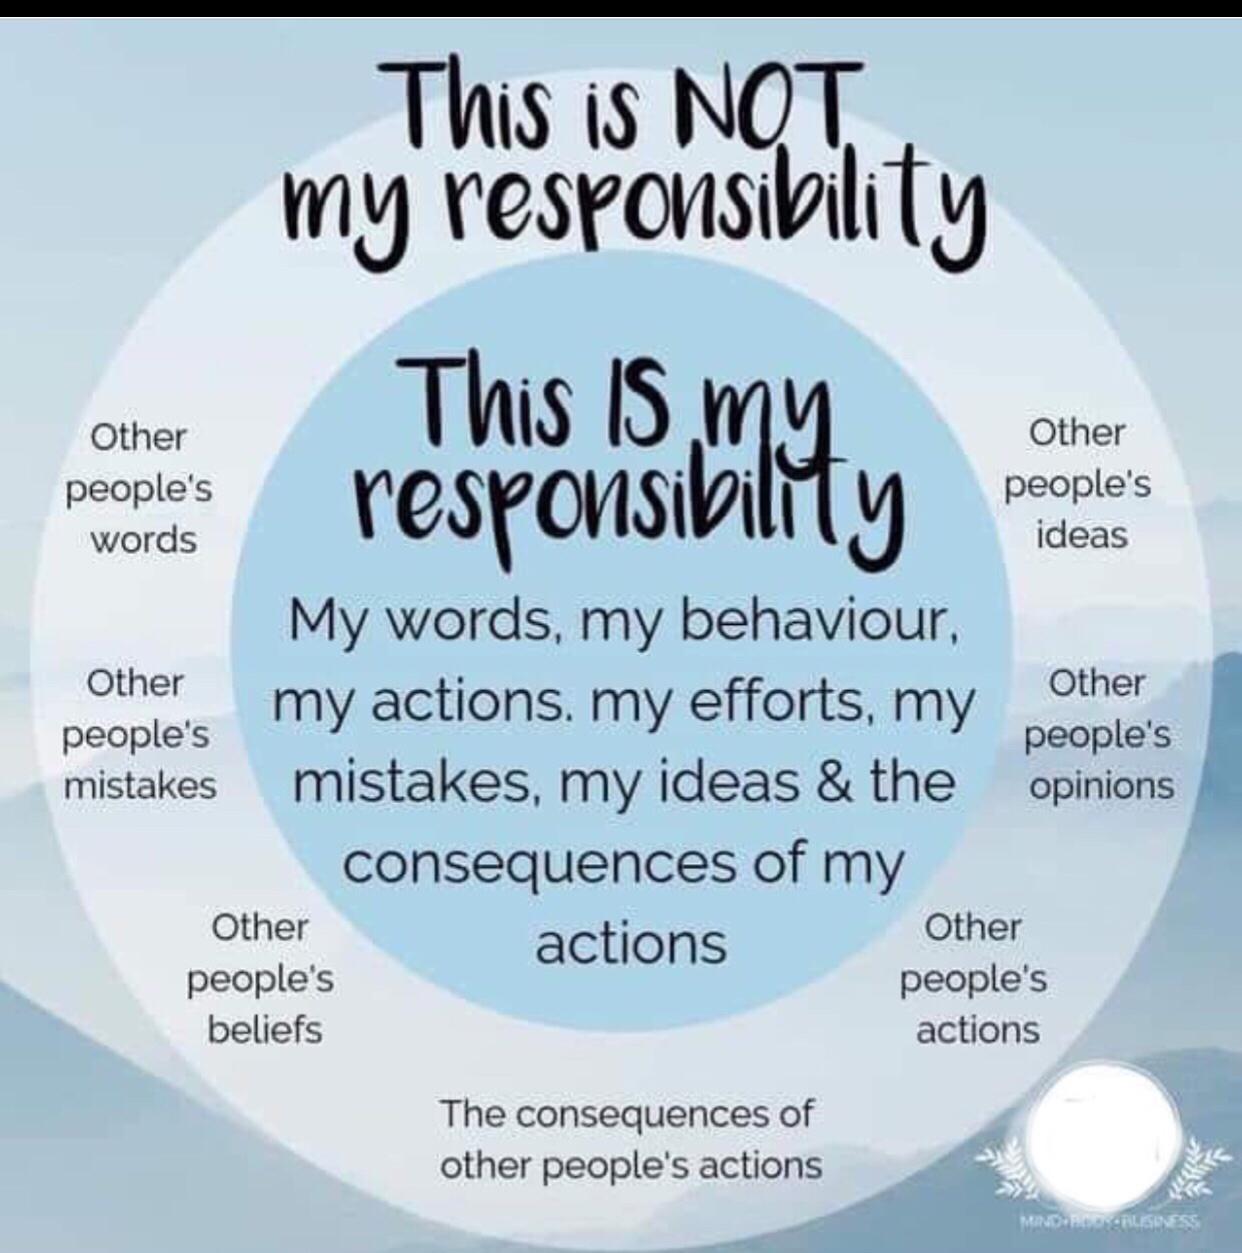 This is NOT
my responsibility
This IS my
responsibility
My words, my behaviour,
my actions. my efforts, my
mistakes, my ideas & the
consequences of my
actions
Other
people's
words
Other
people's
ideas
Other
people's
mistakes
Other
people's
opinions
Other
people's
beliefs
Other
people's
actions
The consequences of
other people's actions
MIND•BODY•BUSINESS